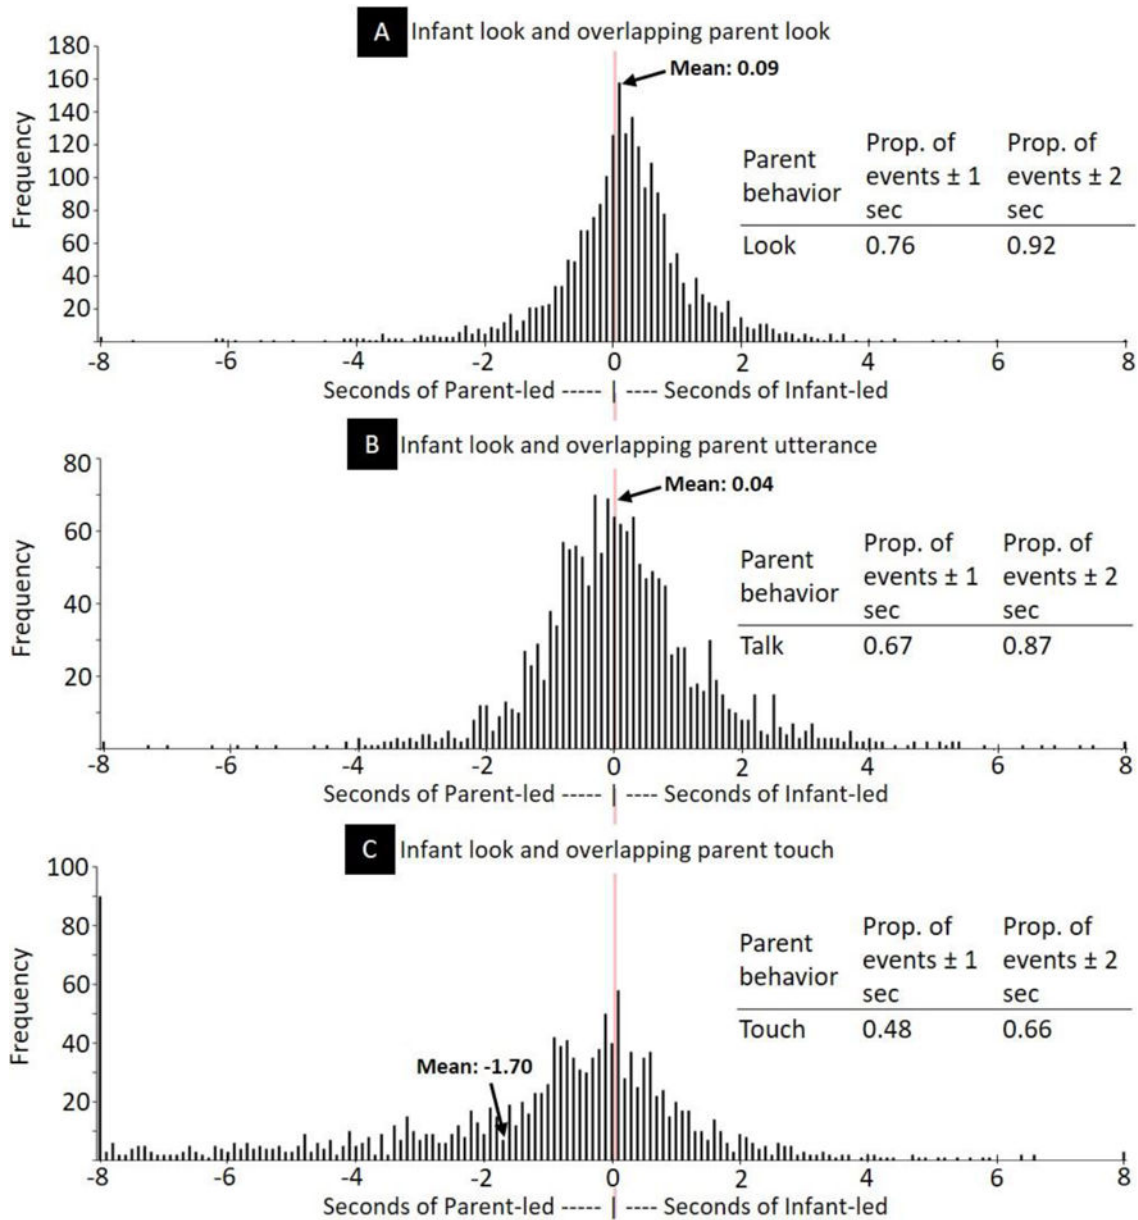 A Infant look and overlapping parent look
180
160
140
120
100
80
60
40
20
Frequency
Mean: 0.09
Parent behavior Prop. of events ± 1 sec Prop. of events ± 2 sec
Look 0.76 0.92
-8 -6 -4 -2 0 2 4 6 8
Seconds of Parent-led ----- | ---- Seconds of Infant-led
B Infant look and overlapping parent utterance
80
60
40
20
Frequency
Mean: 0.04
Parent behavior Prop. of events ± 1 sec Prop. of events ± 2 sec
Talk 0.67 0.87
-8 -6 -4 -2 0 2 4 6 8
Seconds of Parent-led ----- | ---- Seconds of Infant-led
C Infant look and overlapping parent touch
100
80
60
40
20
Frequency
Mean: -1.70
Parent behavior Prop. of events ± 1 sec Prop. of events ± 2 sec
Touch 0.48 0.66
-8 -6 -4 -2 0 2 4 6 8
Seconds of Parent-led ----- | ---- Seconds of Infant-led